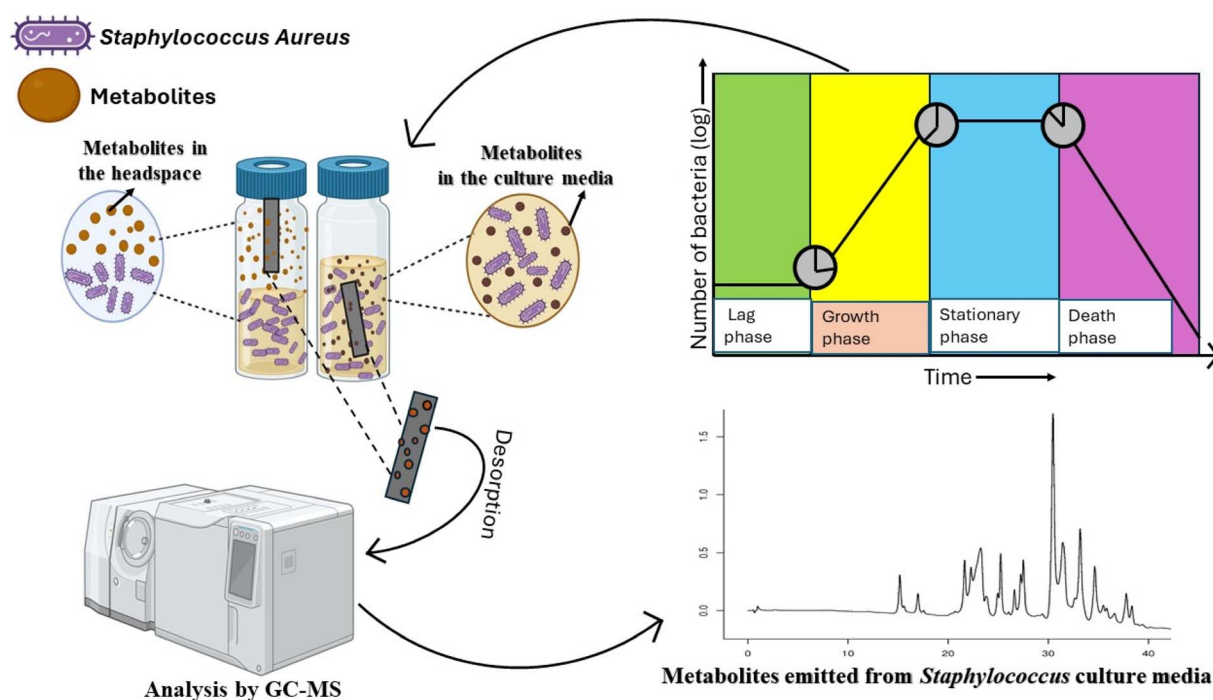 Staphylococcus Aureus
Metabolites
Metabolites in
the headspace
Metabolites
in the culture media
Number of bacteria (log)
Lag
phase
Growth
phase
Stationary
phase
Death
phase
Time
Desorption
Analysis by GC-MS
1.5
1.0
0.5
0.0
0
10
20
30
40
Metabolites emitted from Staphylococcus culture media